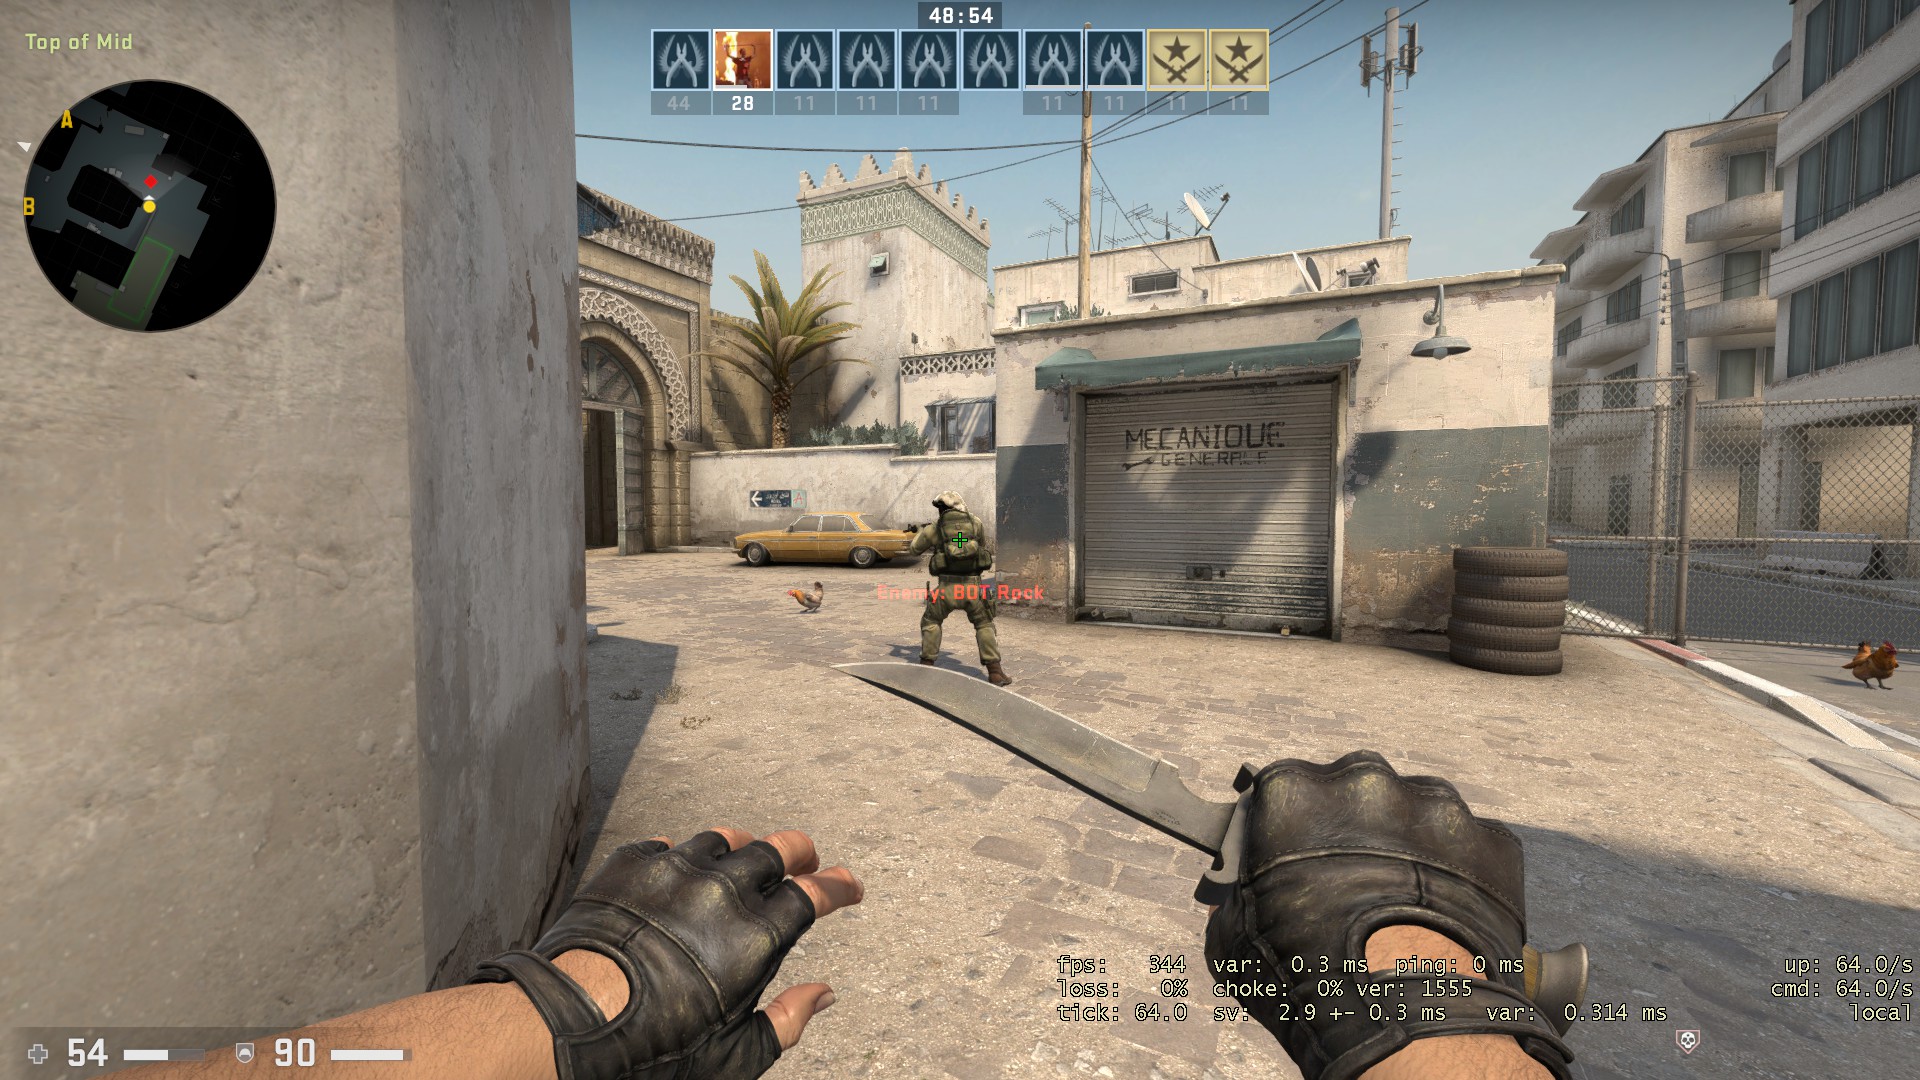 48:54
Top of Mid
44 28 11 11 11 11 11 11 11
A
B
MECANIQUE
GENERALE
Enemy: BOT Rock
fps: 344 var: 0.3 ms ping: 0 ms up: 64.0/s
loss: 0% choke: 0% ver: 1555 cmd: 64.0/s
tick: 64.0 sv: 2.9 +- 0.3 ms var: 0.314 ms local
54 90